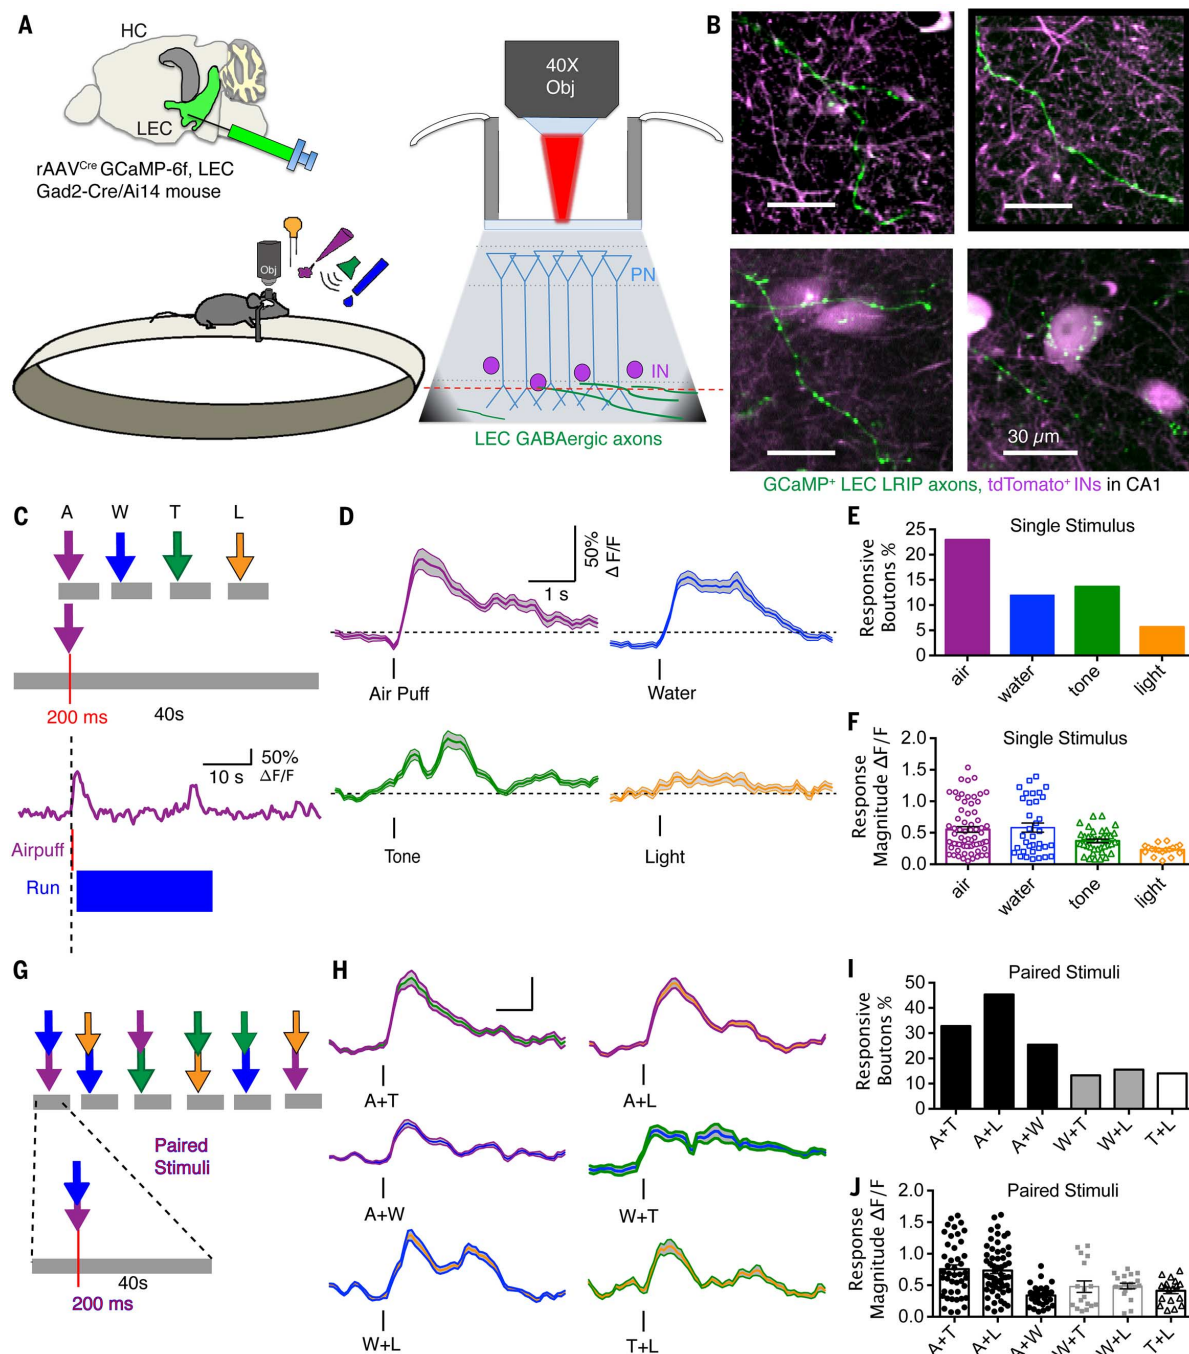 A
HC
LEC
rAAV^Cre GCaMP-6f, LEC
Gad2-Cre/Ai14 mouse
Obj
40X
Obj
PN
IN
LEC GABAergic axons
B
30 µm
GCaMP⁺ LEC LRIP axons, tdTomato⁺ INs in CA1
C
A W T L
200 ms
40s
50%
ΔF/F
10 s
Airpuff
Run
D
50%
Δ F/F
1 s
Air Puff
Water
Tone
Light
E
Single Stimulus
Responsive
Boutons %
25
20
15
10
5
0
air
water
tone
light
F
Single Stimulus
Response
Magnitude ΔF/F
2.0
1.5
1.0
0.5
0.0
air
water
tone
light
G
Paired
Stimuli
40s
200 ms
H
A+T
A+L
A+W
W+T
W+L
T+L
I
Paired Stimuli
Responsive
Boutons %
50
40
30
20
10
0
A+T
A+L
A+W
W+T
W+L
T+L
J
Paired Stimuli
Response
Magnitude ΔF/F
2.0
1.5
1.0
0.5
0.0
A+T
A+L
A+W
W+T
W+L
T+L